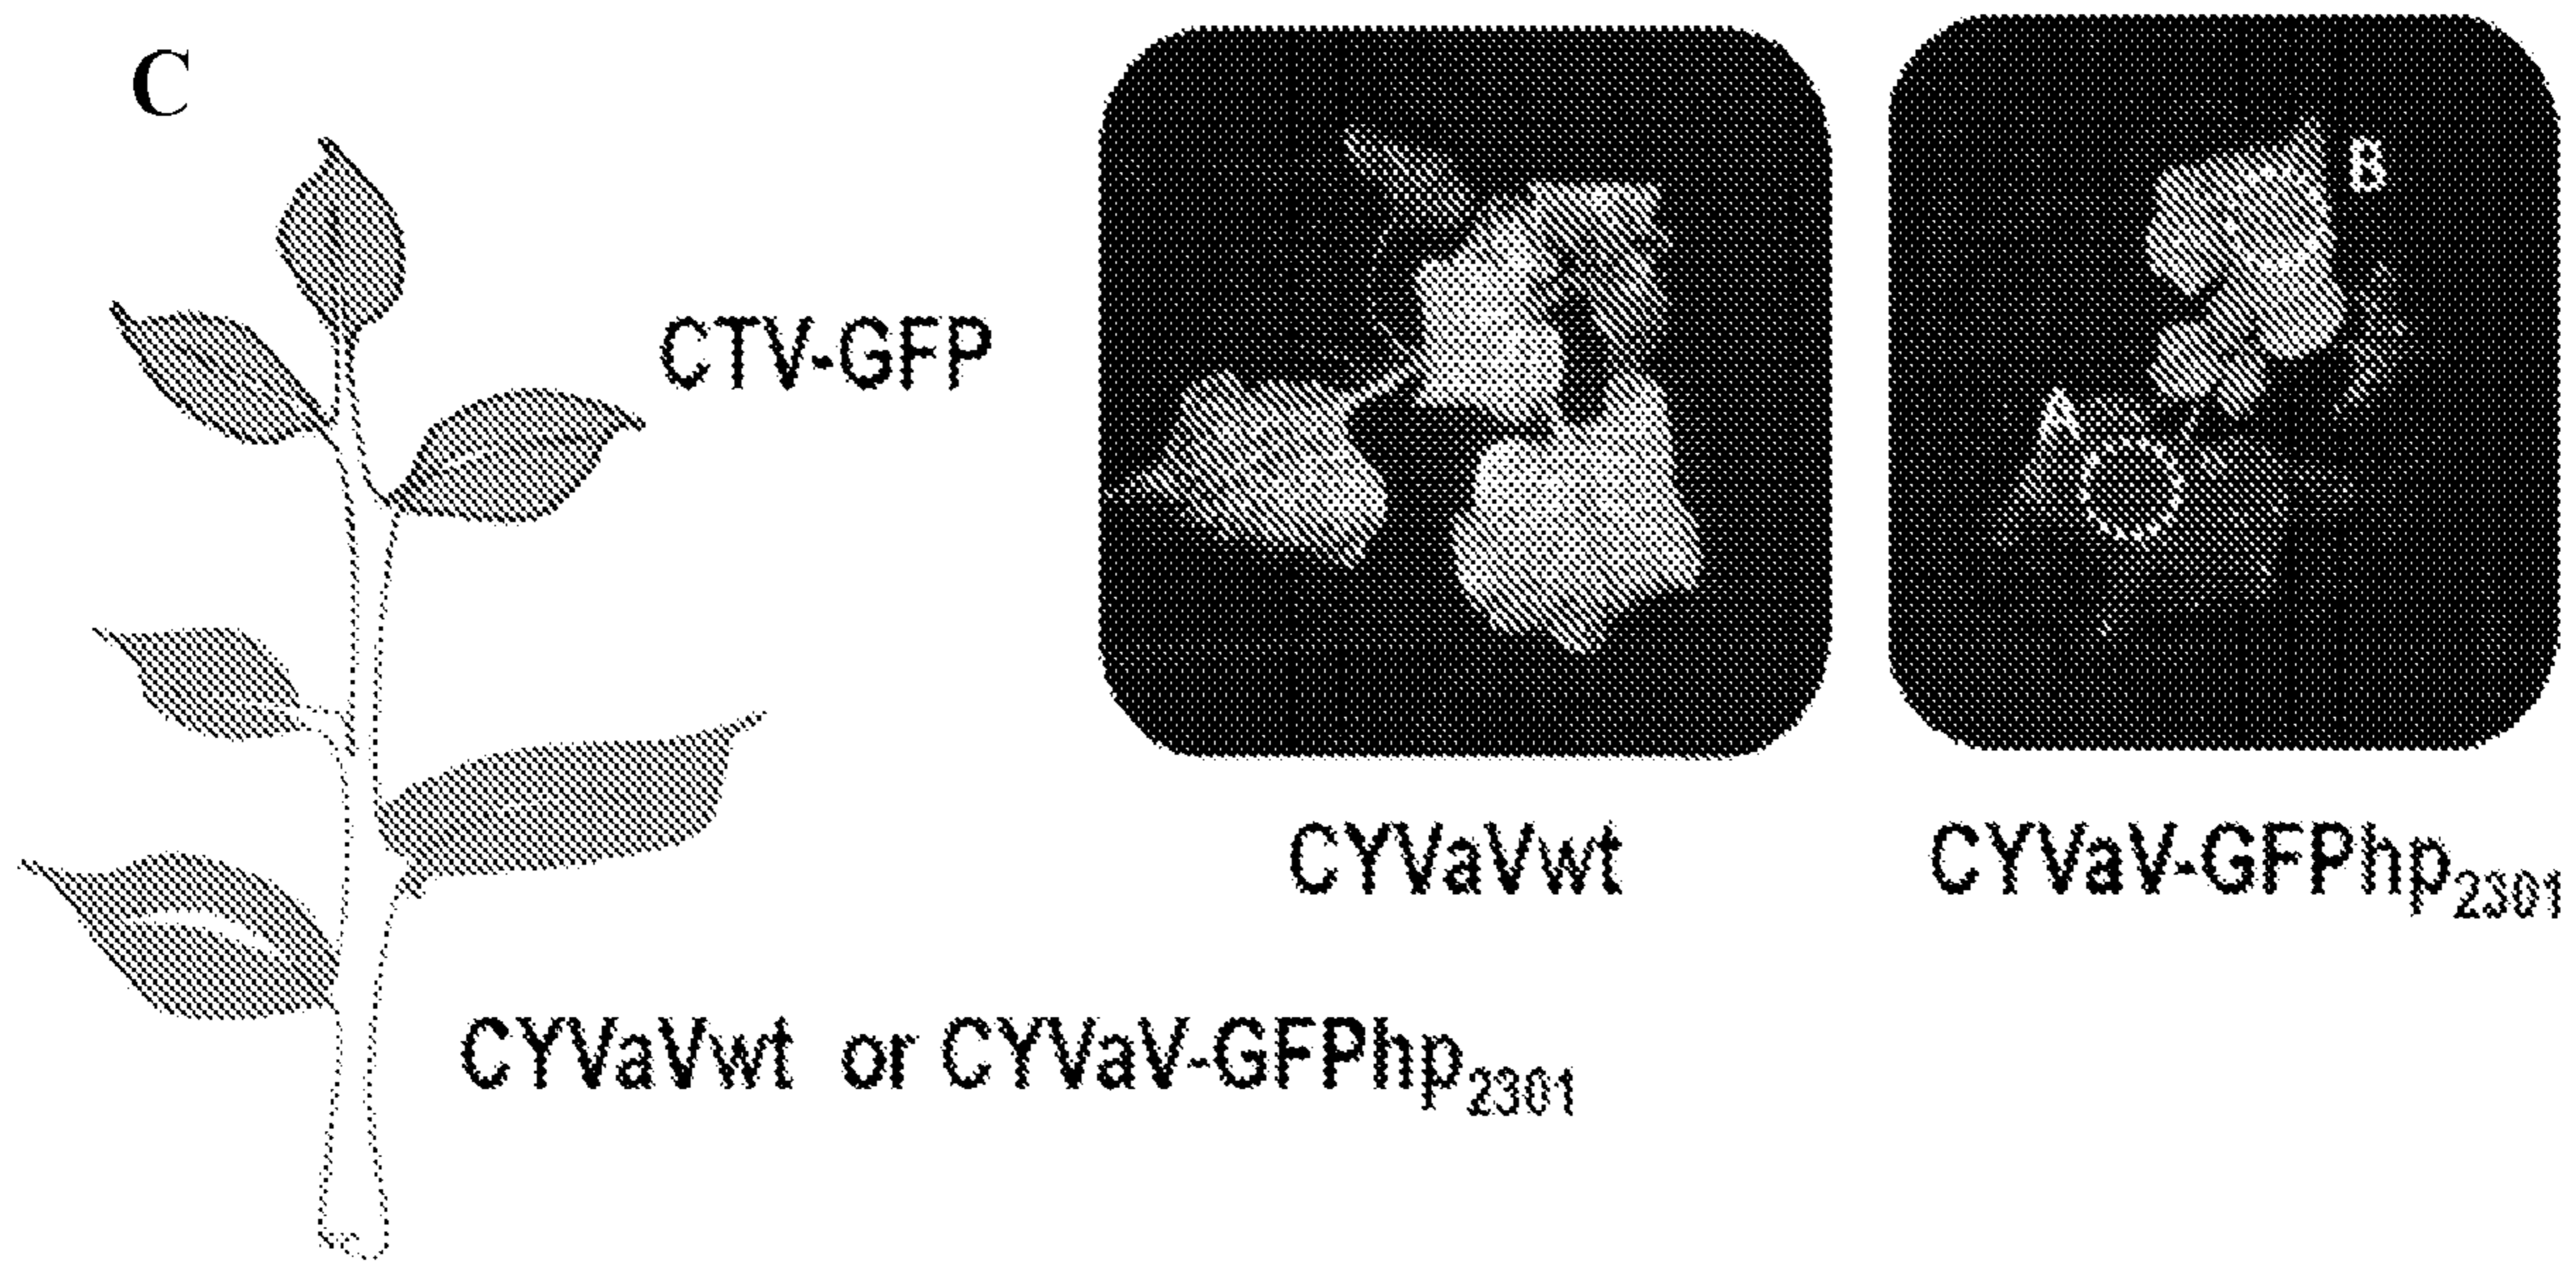 C
CTV-GFP
B
A
CYVaVwt
CYVaV-GFPhp2301
CYVaVwt or CYVaV-GFPhp2301